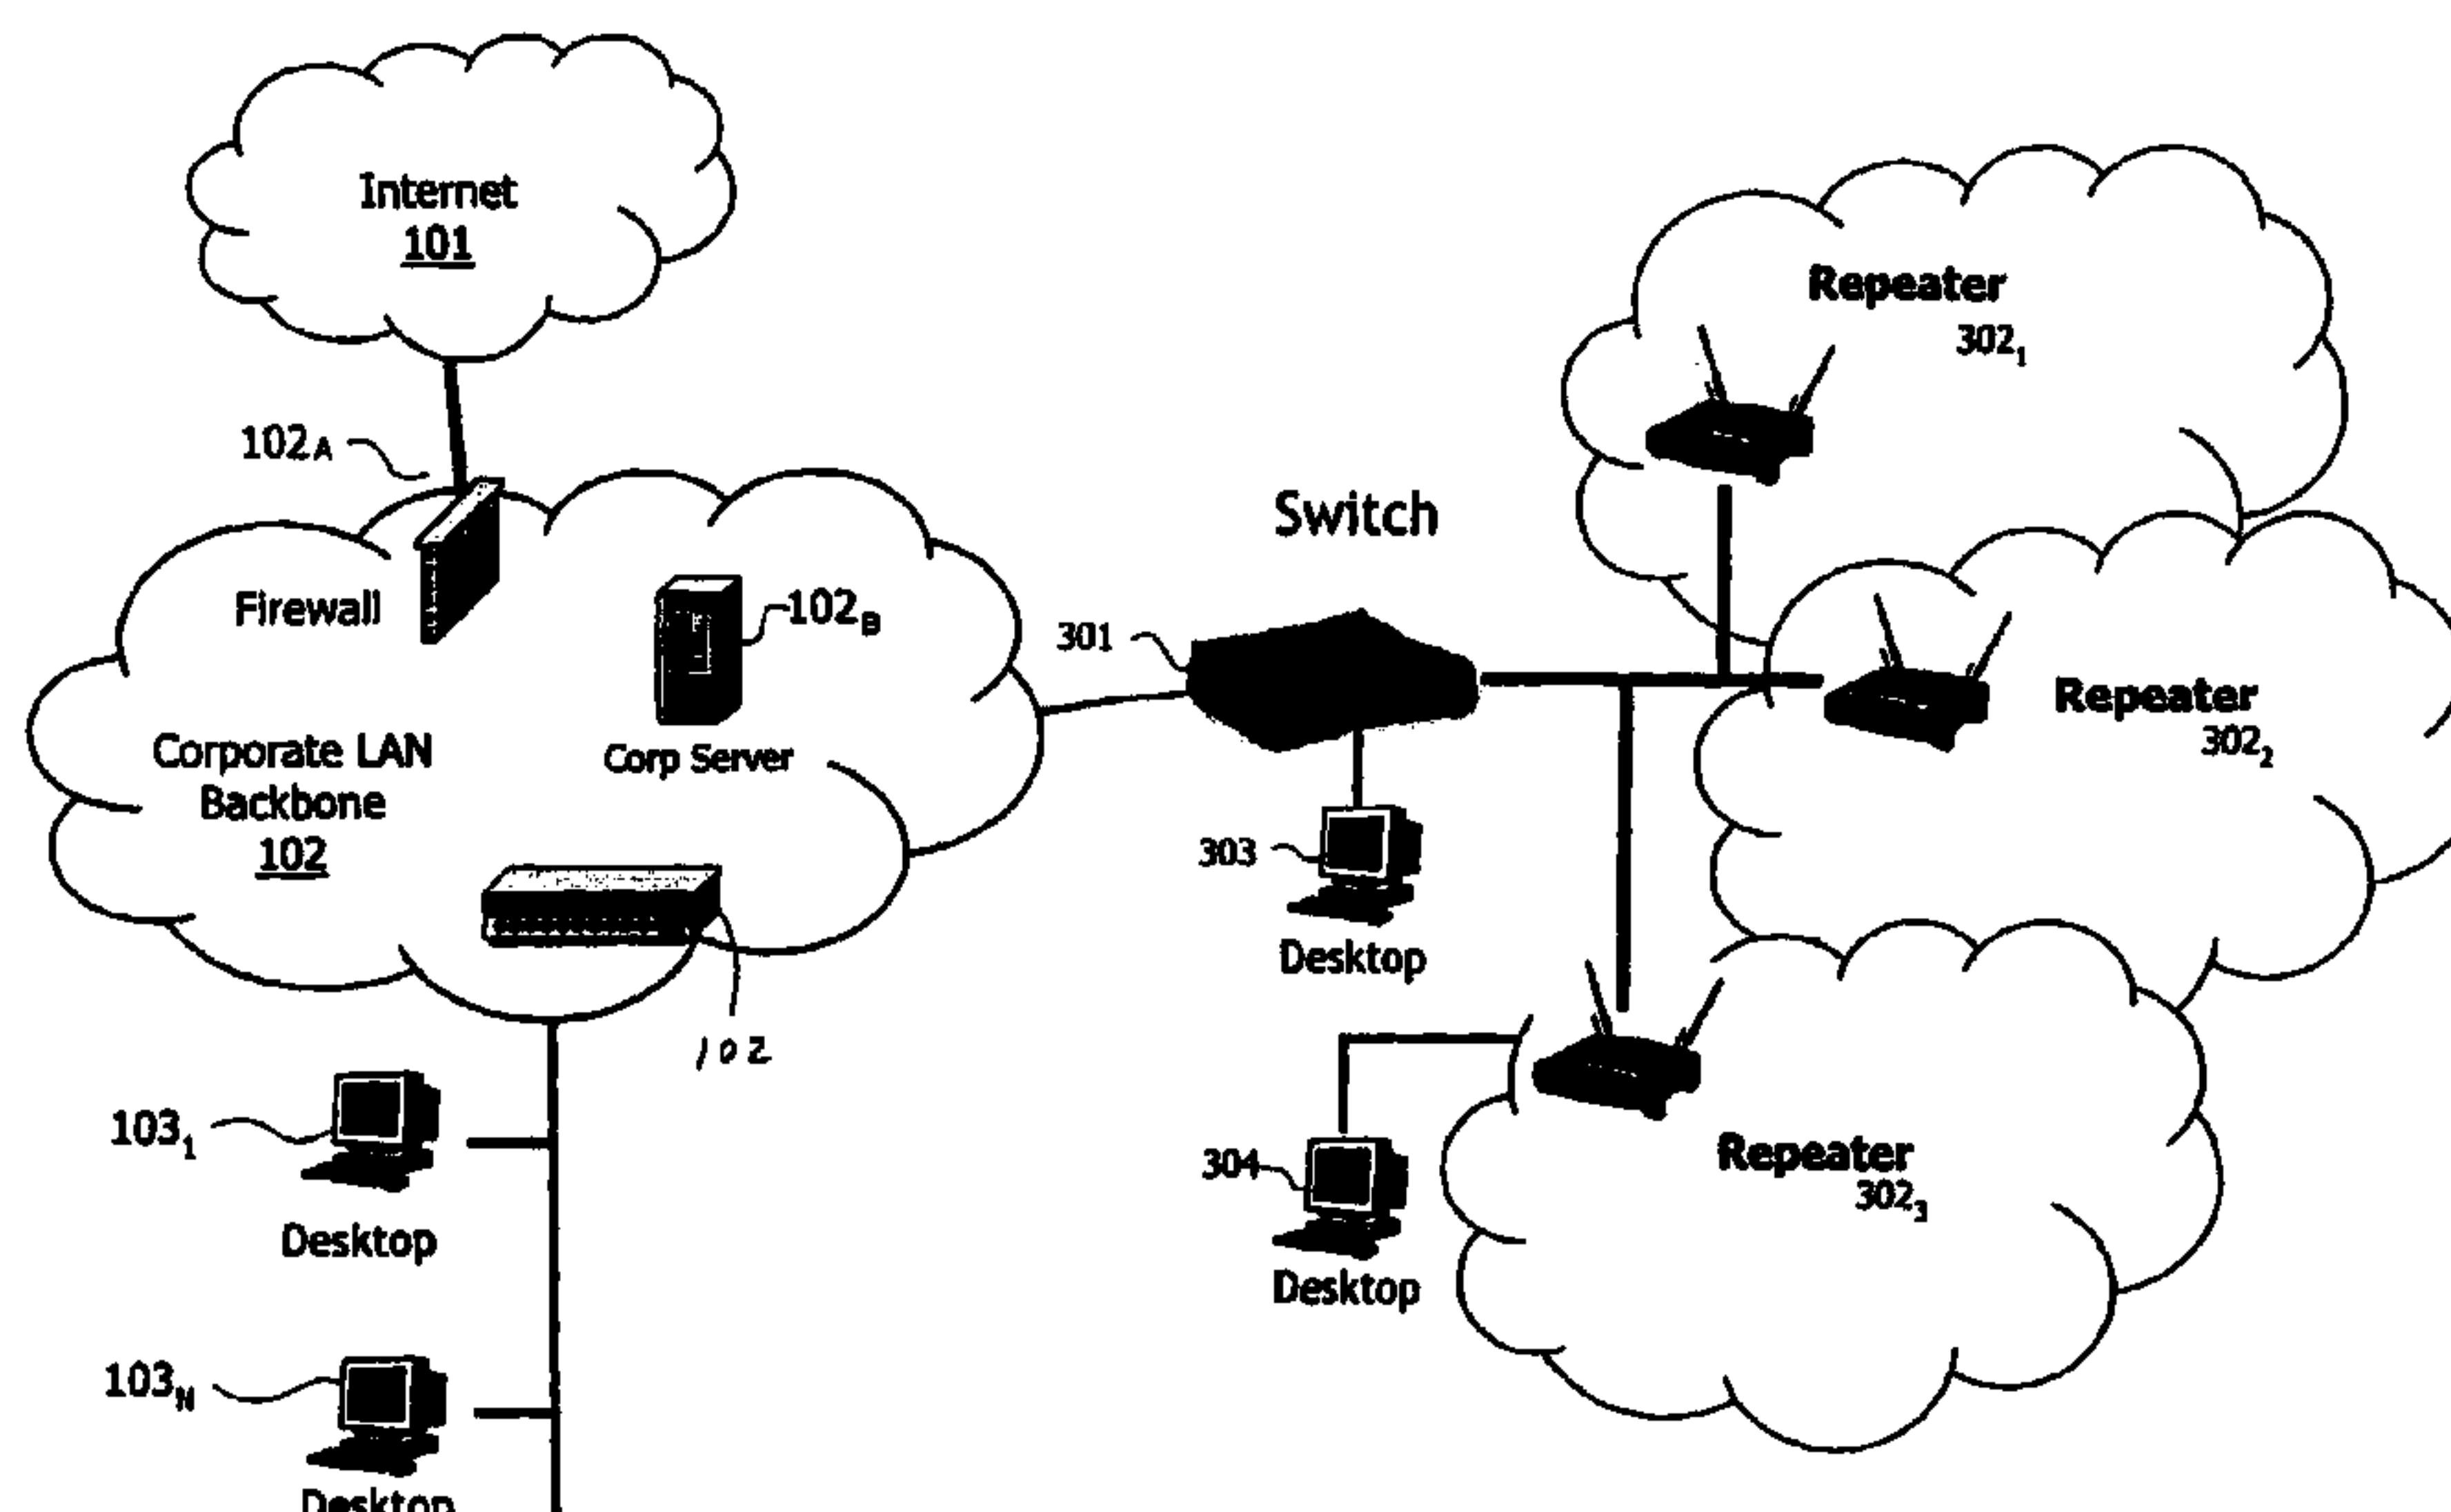 Internet
101
102A
Firewall
102B
Corp Server
Corporate LAN
Backbone
102
102
1031
Desktop
103N
Desktop
Switch
301
303
Desktop
304
Desktop
Repeater
3021
Repeater
3022
Repeater
3023